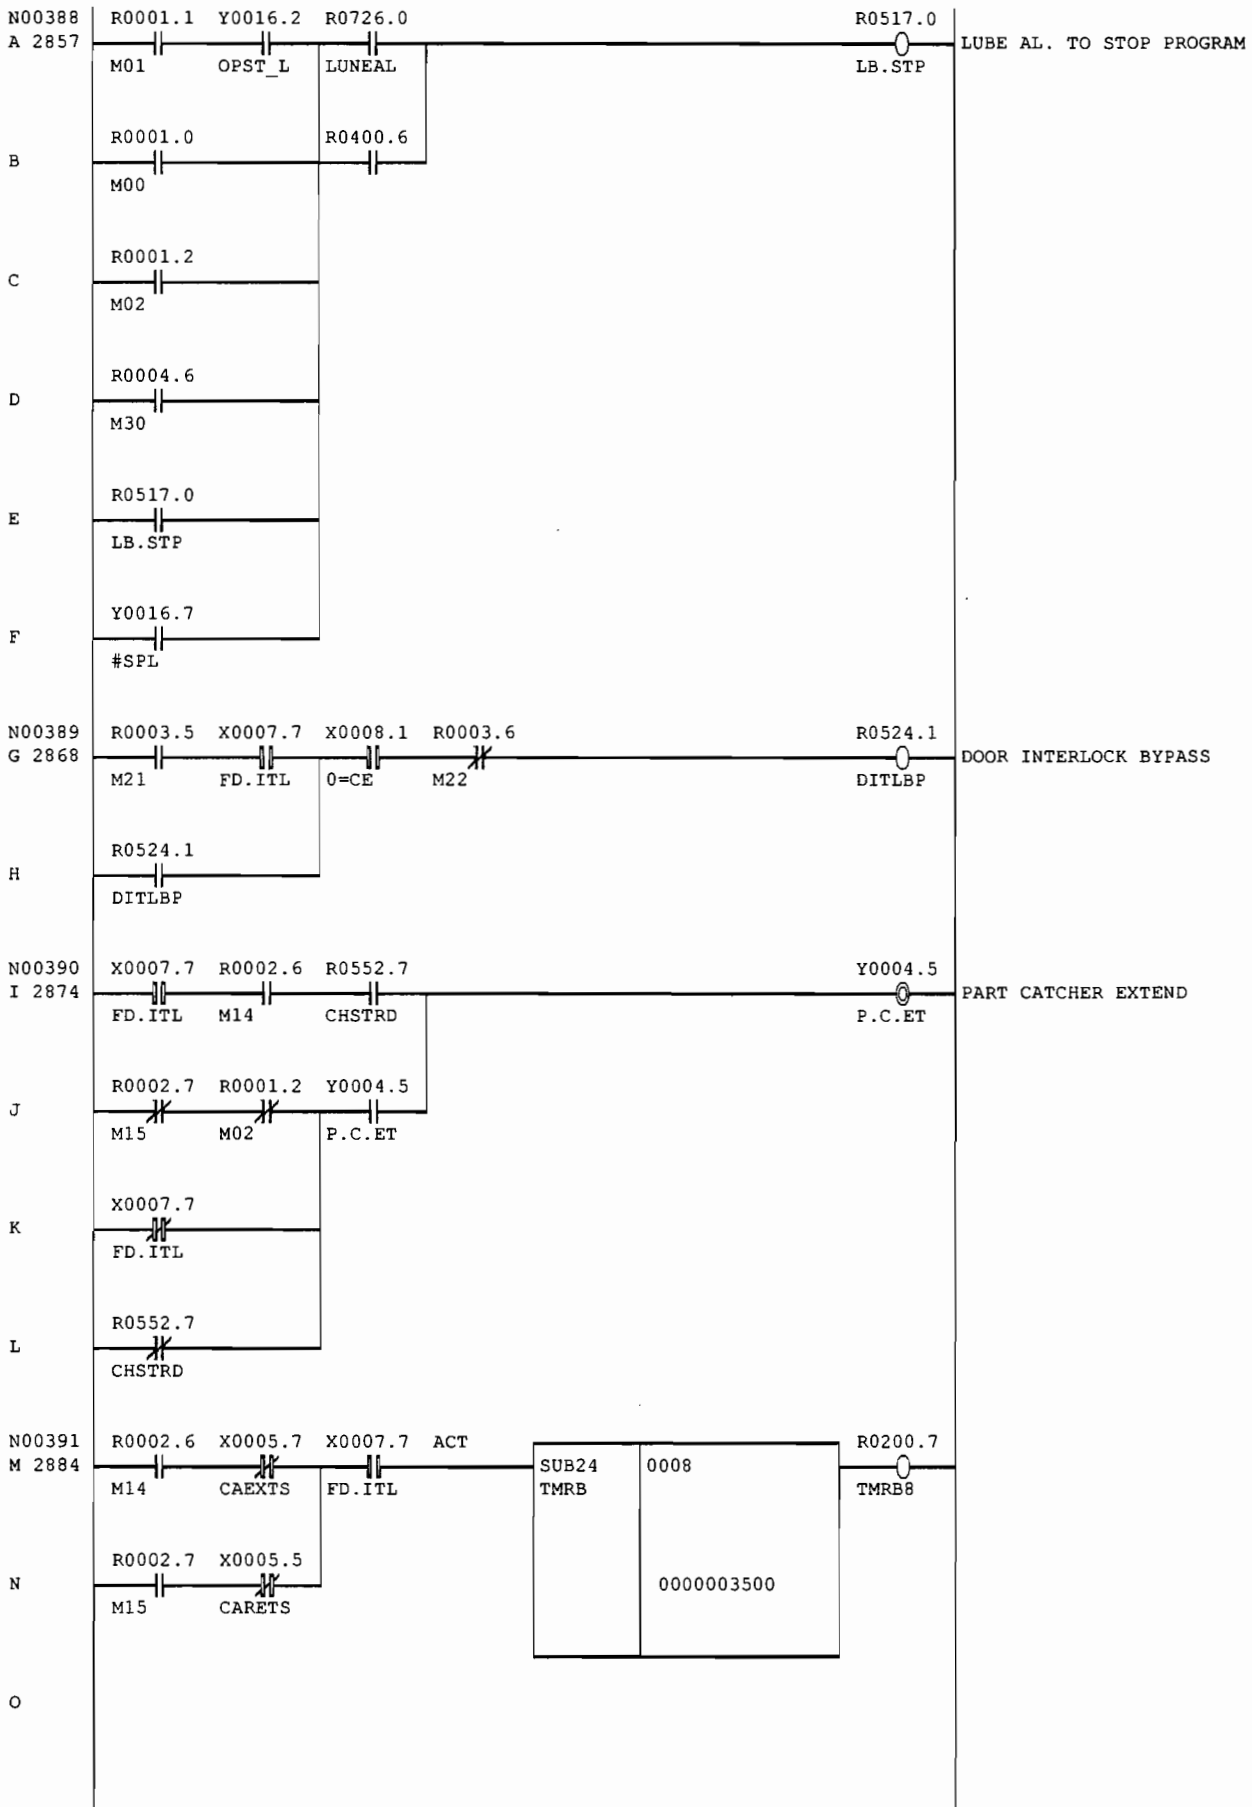 N00388 R0001.1 Y0016.2 R0726.0 R0517.0
A 2857 LUBE AL. TO STOP PROGRAM
M01 OPST_L LUNEAL LB.STP
R0001.0 R0400.6
B
M00
R0001.2
C
M02
R0004.6
D
M30
R0517.0
E
LB.STP
Y0016.7
F
#SPL
N00389 R0003.5 X0007.7 X0008.1 R0003.6 R0524.1
G 2868 DOOR INTERLOCK BYPASS
M21 FD.ITL 0=CE M22 DITLBP
R0524.1
H
DITLBP
N00390 X0007.7 R0002.6 R0552.7 Y0004.5
I 2874 PART CATCHER EXTEND
FD.ITL M14 CHSTRD P.C.ET
R0002.7 R0001.2 Y0004.5
J
M15 M02 P.C.ET
X0007.7
K
FD.ITL
R0552.7
L
CHSTRD
N00391 R0002.6 X0005.7 X0007.7 ACT R0200.7
M 2884 SUB24 0008
M14 CAEXTS FD.ITL TMRB TMRB8
R0002.7 X0005.5
N 0000003500
M15 CARETS
O